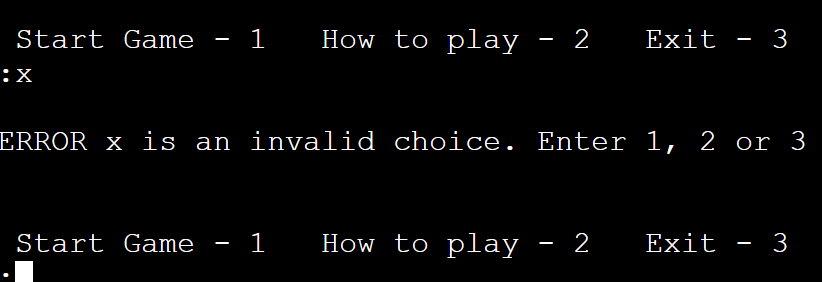 Start Game - 1   How to play - 2   Exit - 3
:x
ERROR x is an invalid choice. Enter 1, 2 or 3
Start Game - 1   How to play - 2   Exit - 3
.